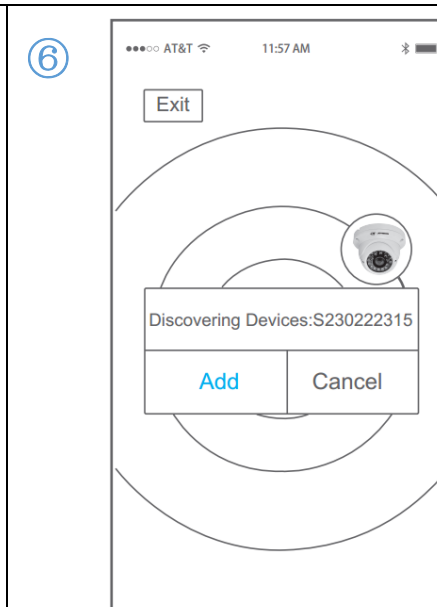 ⑥
●●●○○ AT&T 11:57 AM
Exit
Discovering Devices:S230222315
Add Cancel